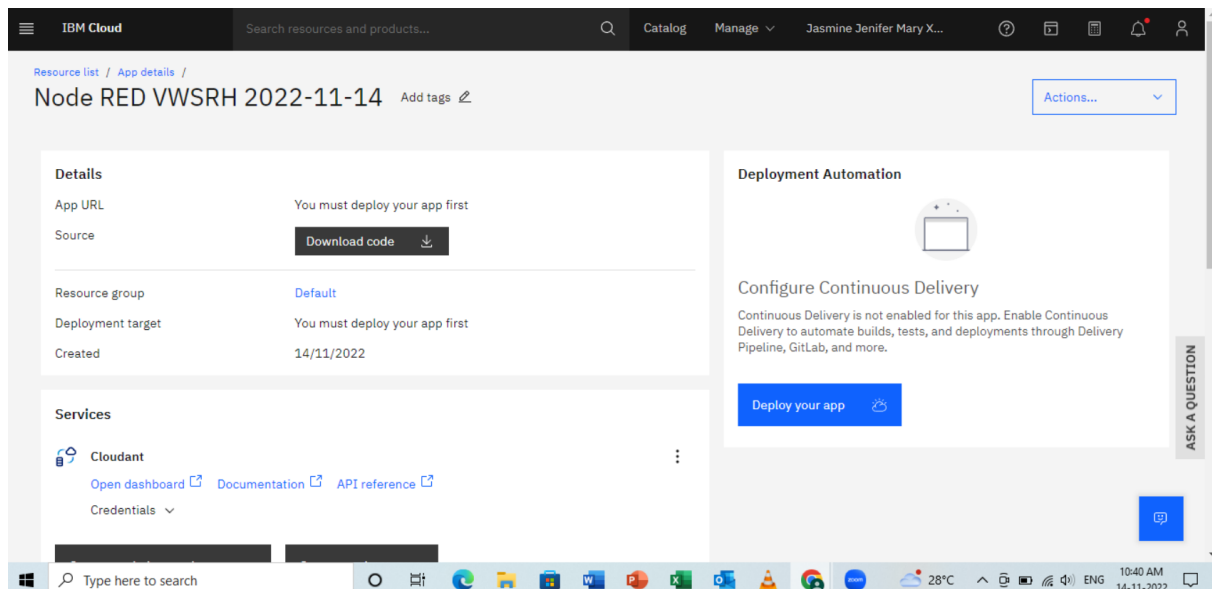 IBM Cloud
Search resources and products...
Catalog
Manage
Jasmine Jenifer Mary X...
Resource list / App details /
Node RED VWSRH 2022-11-14
Add tags
Actions...
Details
App URL
You must deploy your app first
Source
Download code
Resource group
Default
Deployment target
You must deploy your app first
Created
14/11/2022
Services
Cloudant
Open dashboard
Documentation
API reference
Credentials
Deployment Automation
Configure Continuous Delivery
Continuous Delivery is not enabled for this app. Enable Continuous
Delivery to automate builds, tests, and deployments through Delivery
Pipeline, GitLab, and more.
Deploy your app
ASK A QUESTION
Type here to search
zoom
28°C
ENG
10:40 AM
14-11-2022